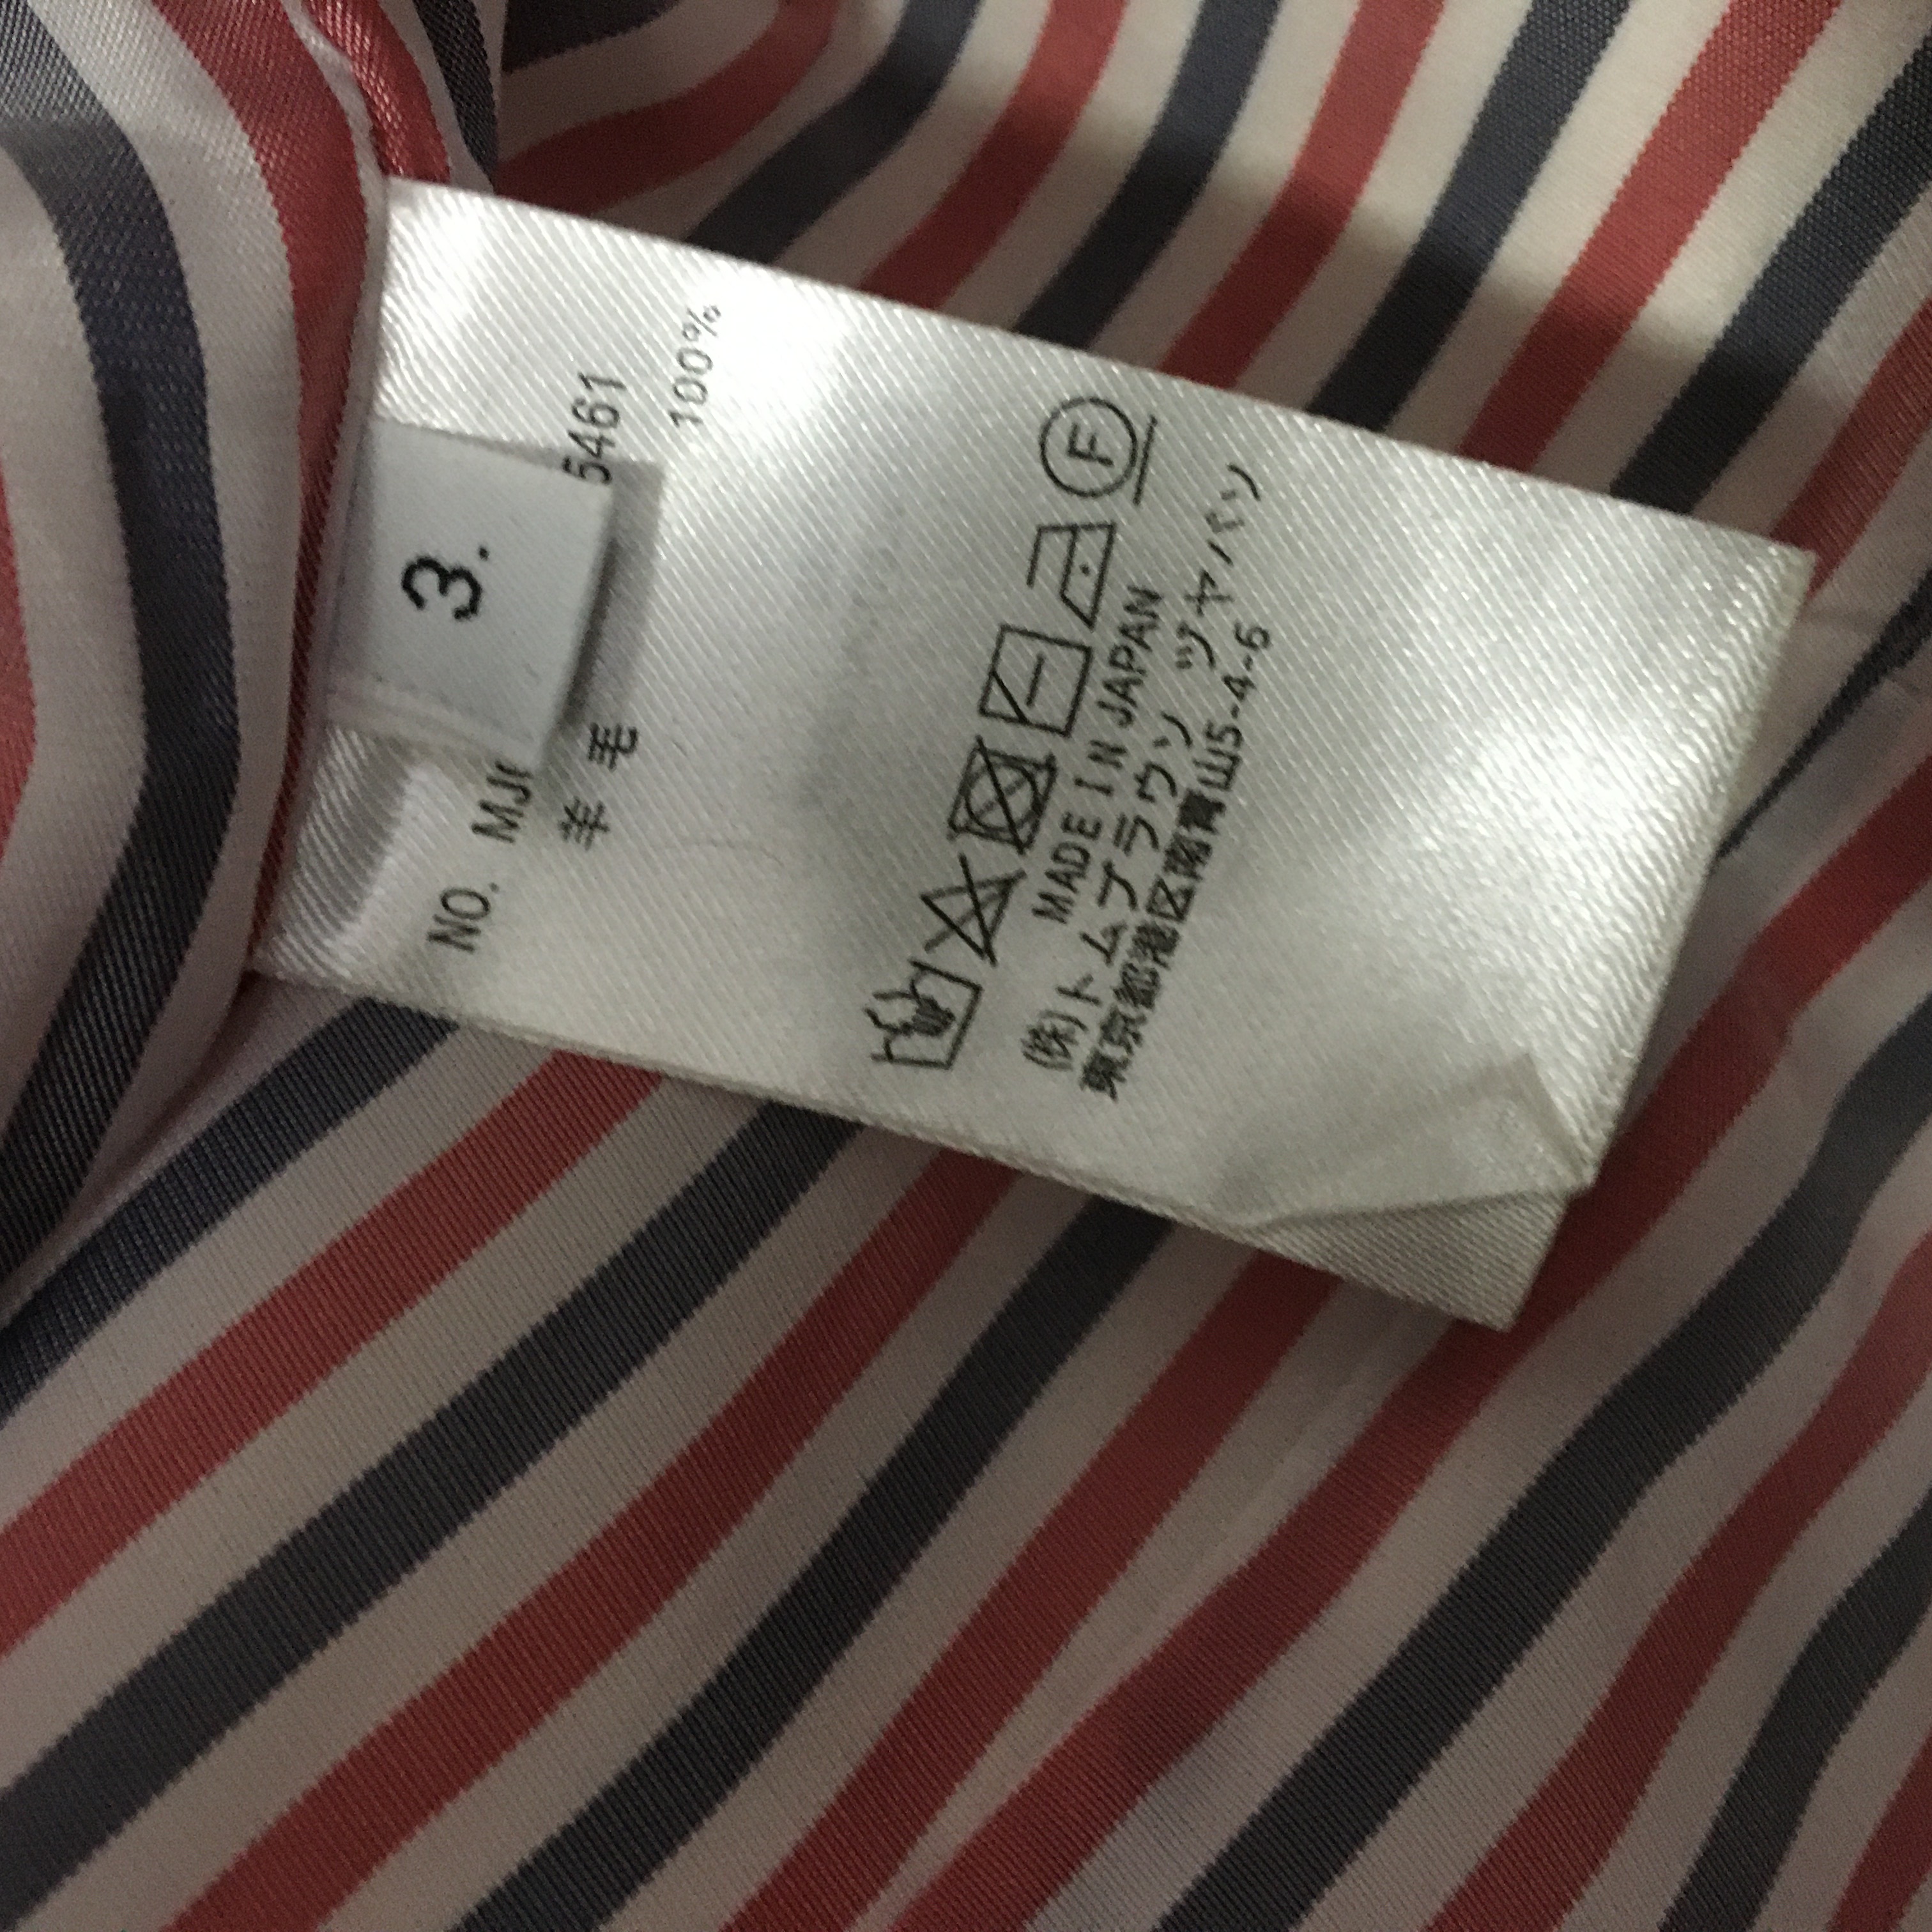 3.
NO. MJ 5461
羊毛 100%
F
MADE IN JAPAN
(株)トムブラウン ジャパン
東京都港区南青山5-4-6